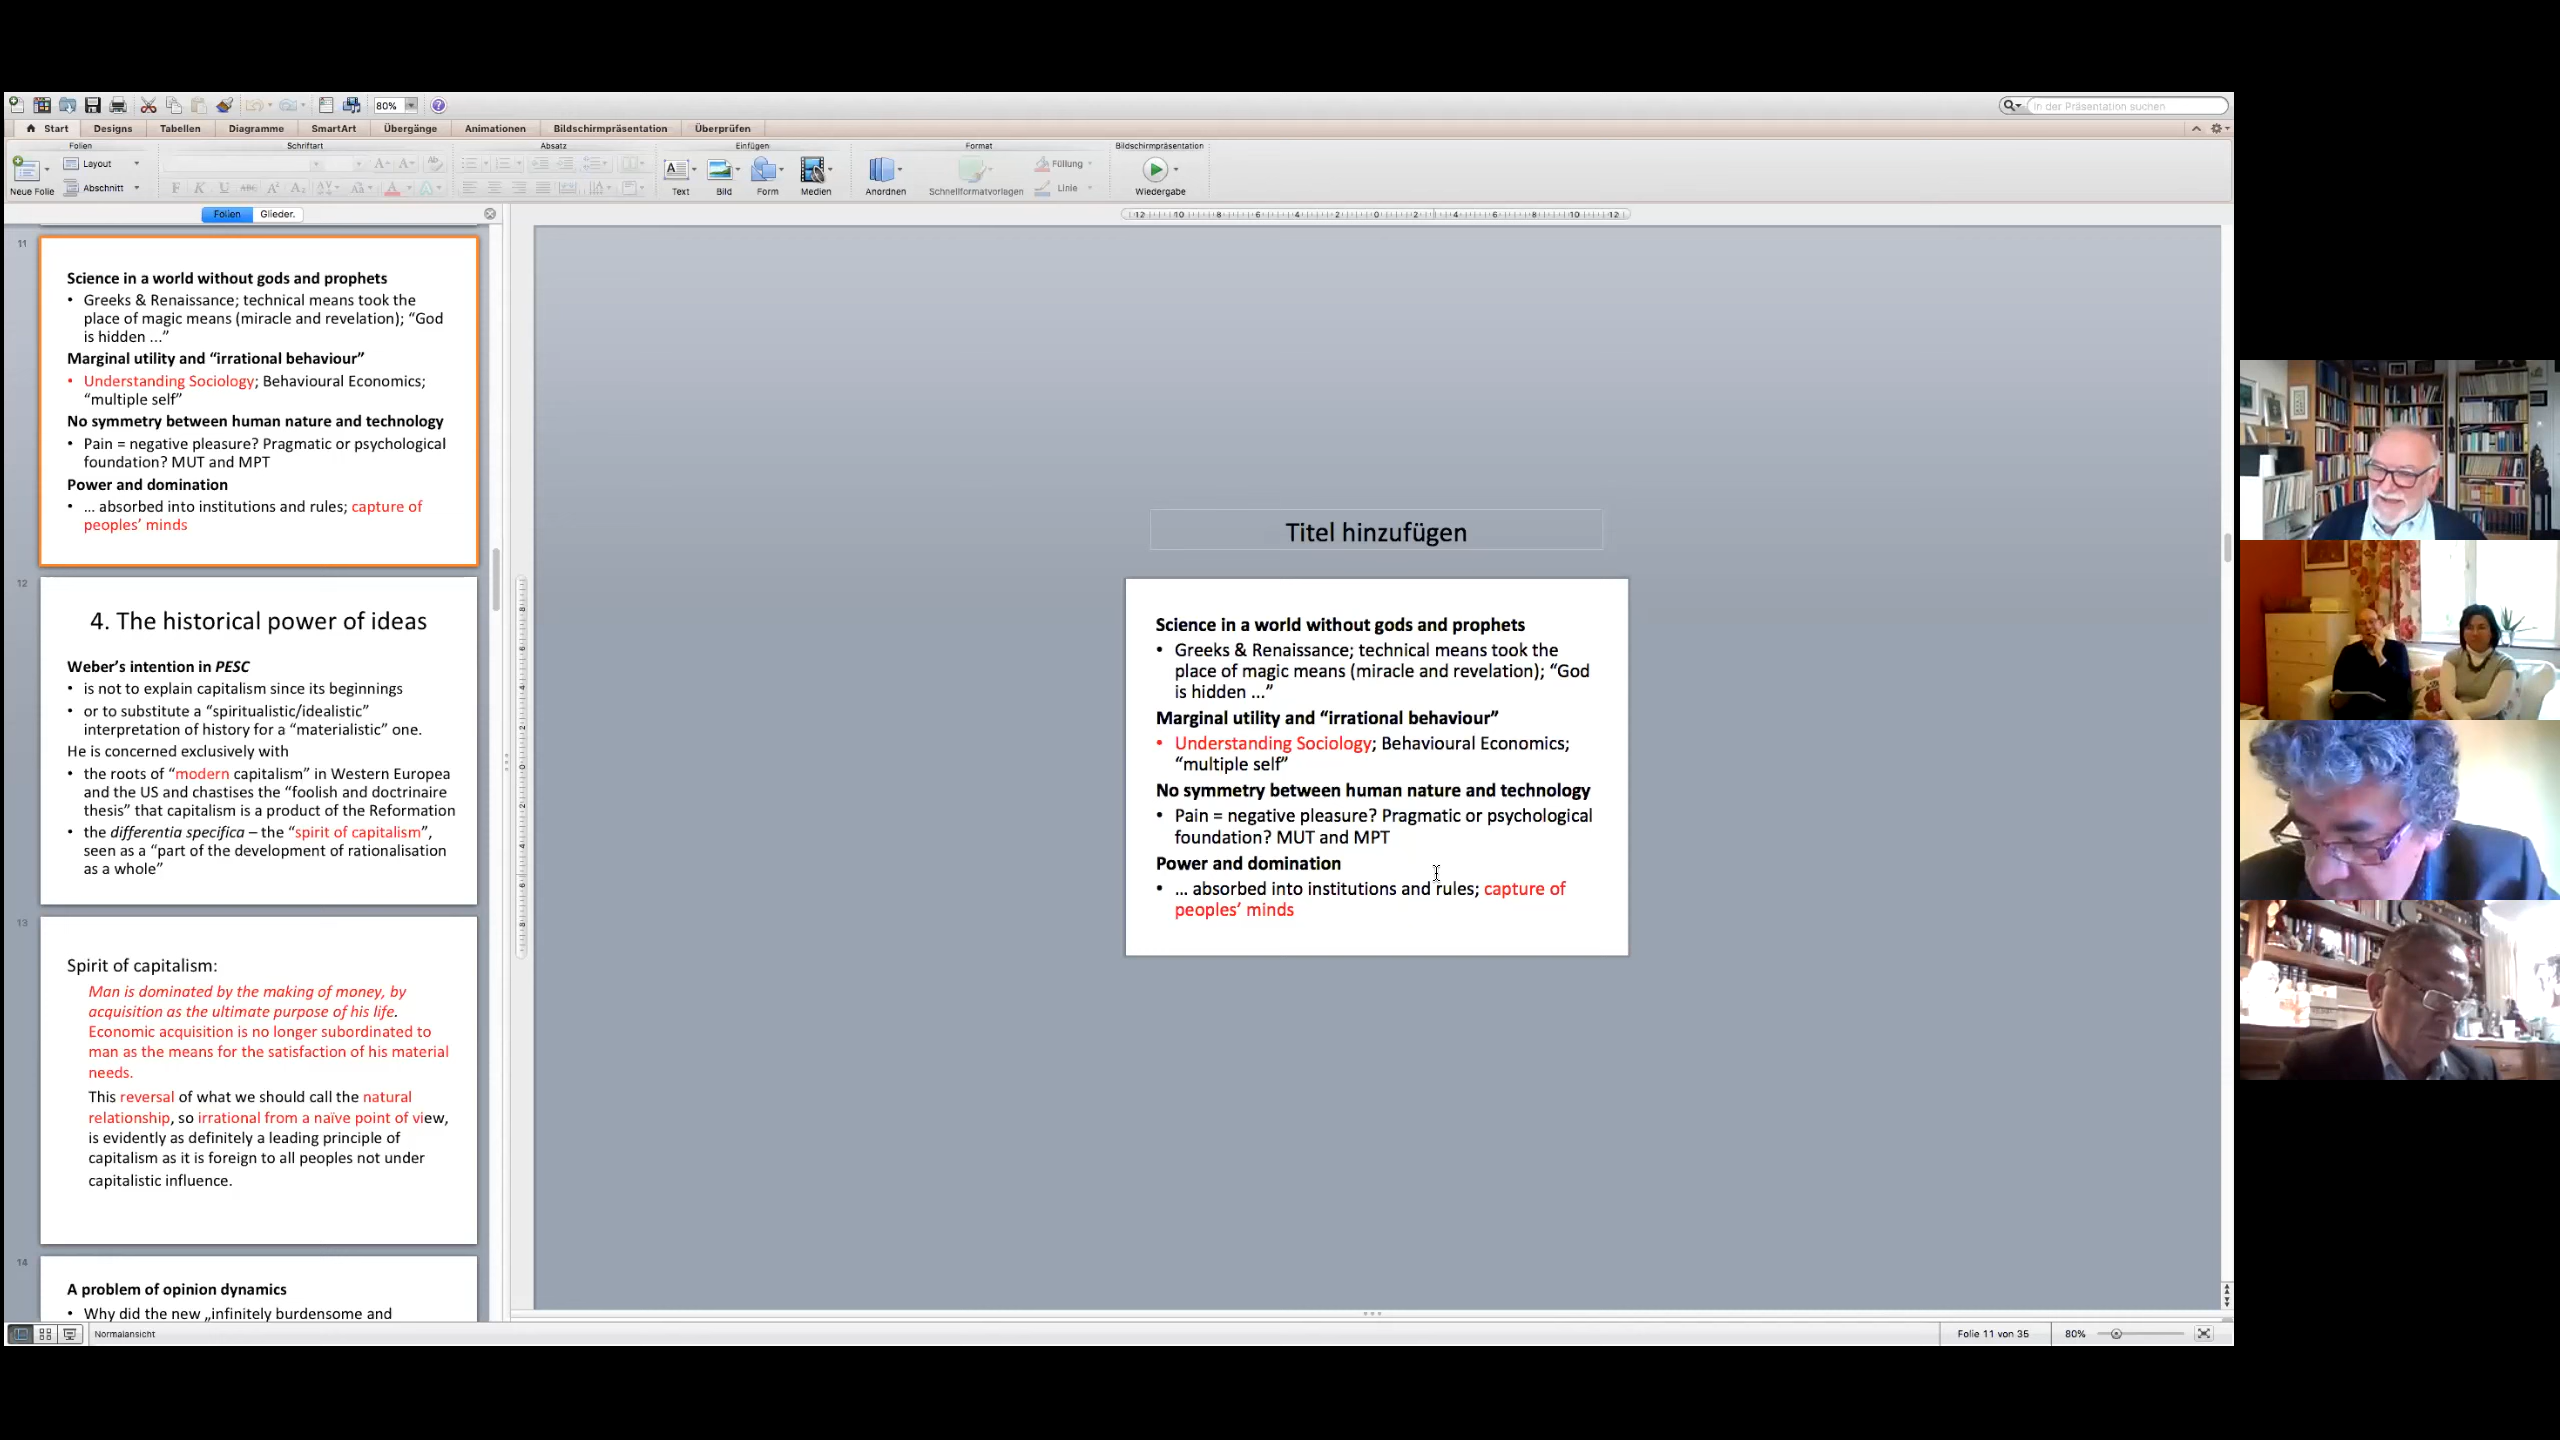 80%
In der Präsentation suchen
Start
Designs
Tabellen
Diagramme
SmartArt
Übergänge
Animationen
Bildschirmpräsentation
Überprüfen
Folien
Schriftart
Absatz
Einfügen
Format
Bildschirmpräsentation
Neue Folie
Layout
Abschnitt
Text
Bild
Form
Medien
Anordnen
Schnellformatvorlagen
Füllung
Linie
Wiedergabe
Folien
Glieder.
11
Science in a world without gods and prophets
• Greeks & Renaissance; technical means took the
place of magic means (miracle and revelation); “God
is hidden ...”
Marginal utility and “irrational behaviour”
• Understanding Sociology; Behavioural Economics;
“multiple self”
No symmetry between human nature and technology
• Pain = negative pleasure? Pragmatic or psychological
foundation? MUT and MPT
Power and domination
• ... absorbed into institutions and rules; capture of
peoples’ minds
12
4. The historical power of ideas
Weber’s intention in PESC
• is not to explain capitalism since its beginnings
• or to substitute a “spiritualistic/idealistic”
interpretation of history for a “materialistic” one.
He is concerned exclusively with
• the roots of “modern capitalism” in Western Europea
and the US and chastises the “foolish and doctrinaire
thesis” that capitalism is a product of the Reformation
• the differentia specifica – the “spirit of capitalism”,
seen as a “part of the development of rationalisation
as a whole”
13
Spirit of capitalism:
Man is dominated by the making of money, by
acquisition as the ultimate purpose of his life.
Economic acquisition is no longer subordinated to
man as the means for the satisfaction of his material
needs.
This reversal of what we should call the natural
relationship, so irrational from a naïve point of view,
is evidently as definitely a leading principle of
capitalism as it is foreign to all peoples not under
capitalistic influence.
14
A problem of opinion dynamics
• Why did the new „infinitely burdensome and
Titel hinzufügen
Science in a world without gods and prophets
• Greeks & Renaissance; technical means took the
place of magic means (miracle and revelation); “God
is hidden ...”
Marginal utility and “irrational behaviour”
• Understanding Sociology; Behavioural Economics;
“multiple self”
No symmetry between human nature and technology
• Pain = negative pleasure? Pragmatic or psychological
foundation? MUT and MPT
Power and domination
• ... absorbed into institutions and rules; capture of
peoples’ minds
Normalansicht
Folie 11 von 35
80%